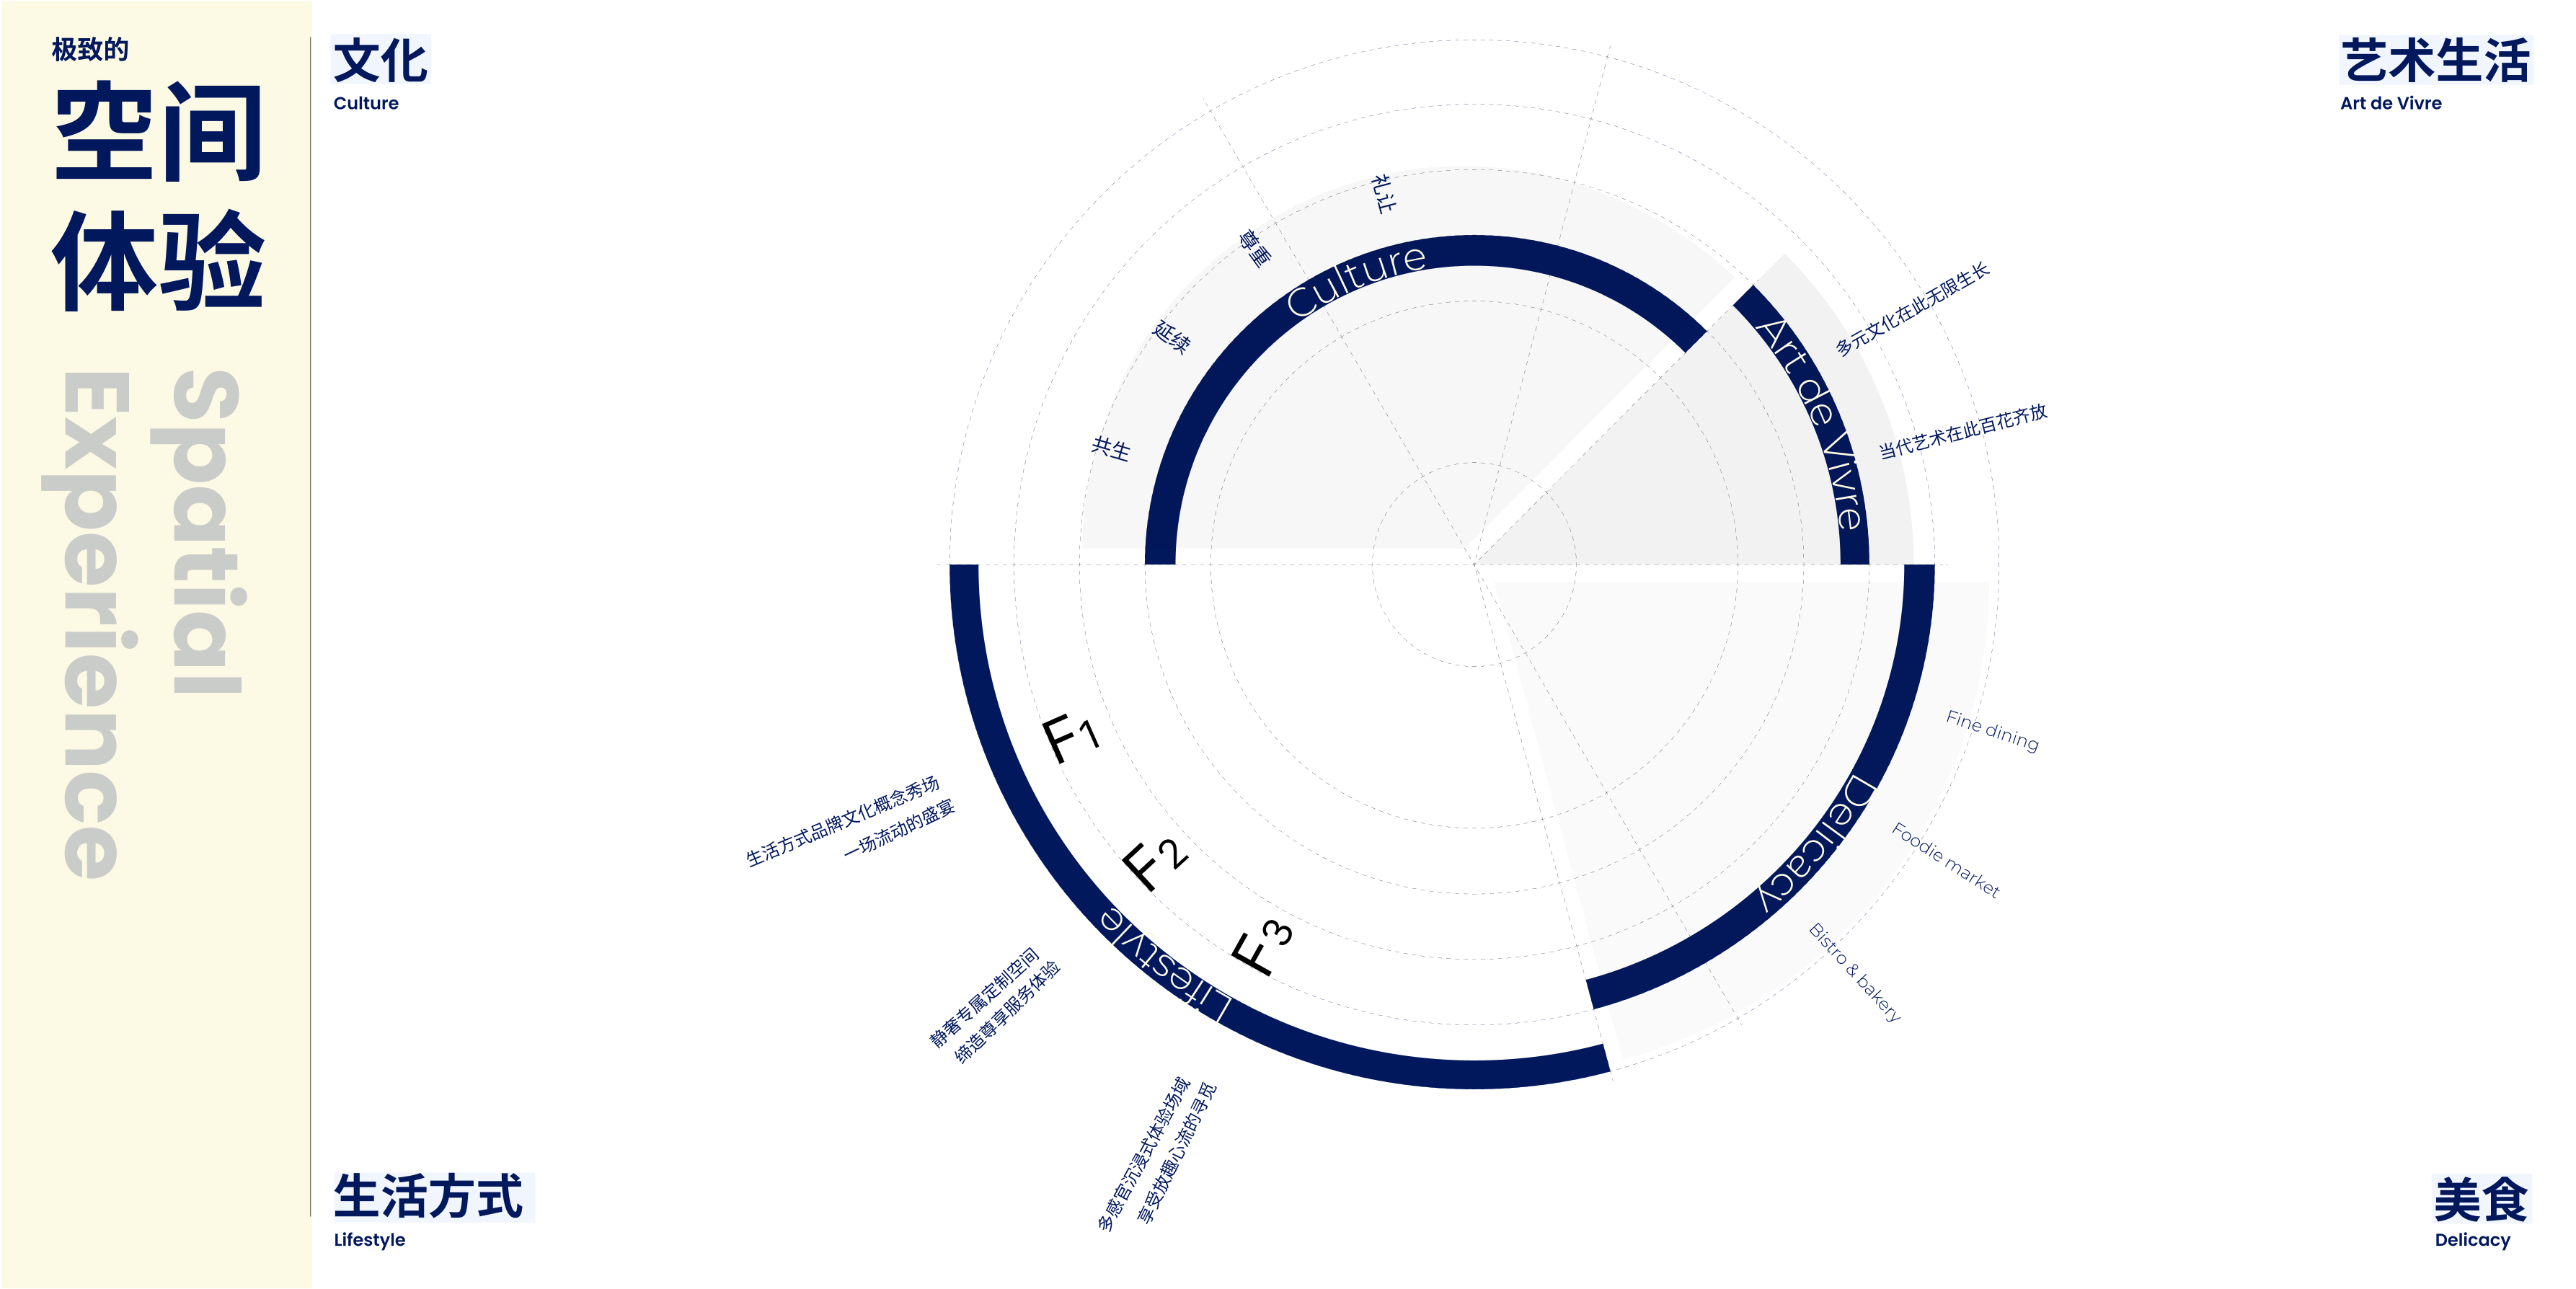 极致的
空间
体验
Spatial
Experience
文化
Culture
艺术生活
Art de Vivre
礼让
尊重
延续
共生
Culture
Art de Vivre
多元文化在此无限生长
当代艺术在此百花齐放
F1
F2
F3
生活方式品牌文化概念秀场
一场流动的盛宴
静奢专属定制空间
缔造尊享服务体验
多感官沉浸式体验场域
享受放趣心流的寻觅
Lifestyle
Delicacy
Fine dining
Foodie market
Bistro & bakery
生活方式
Lifestyle
美食
Delicacy